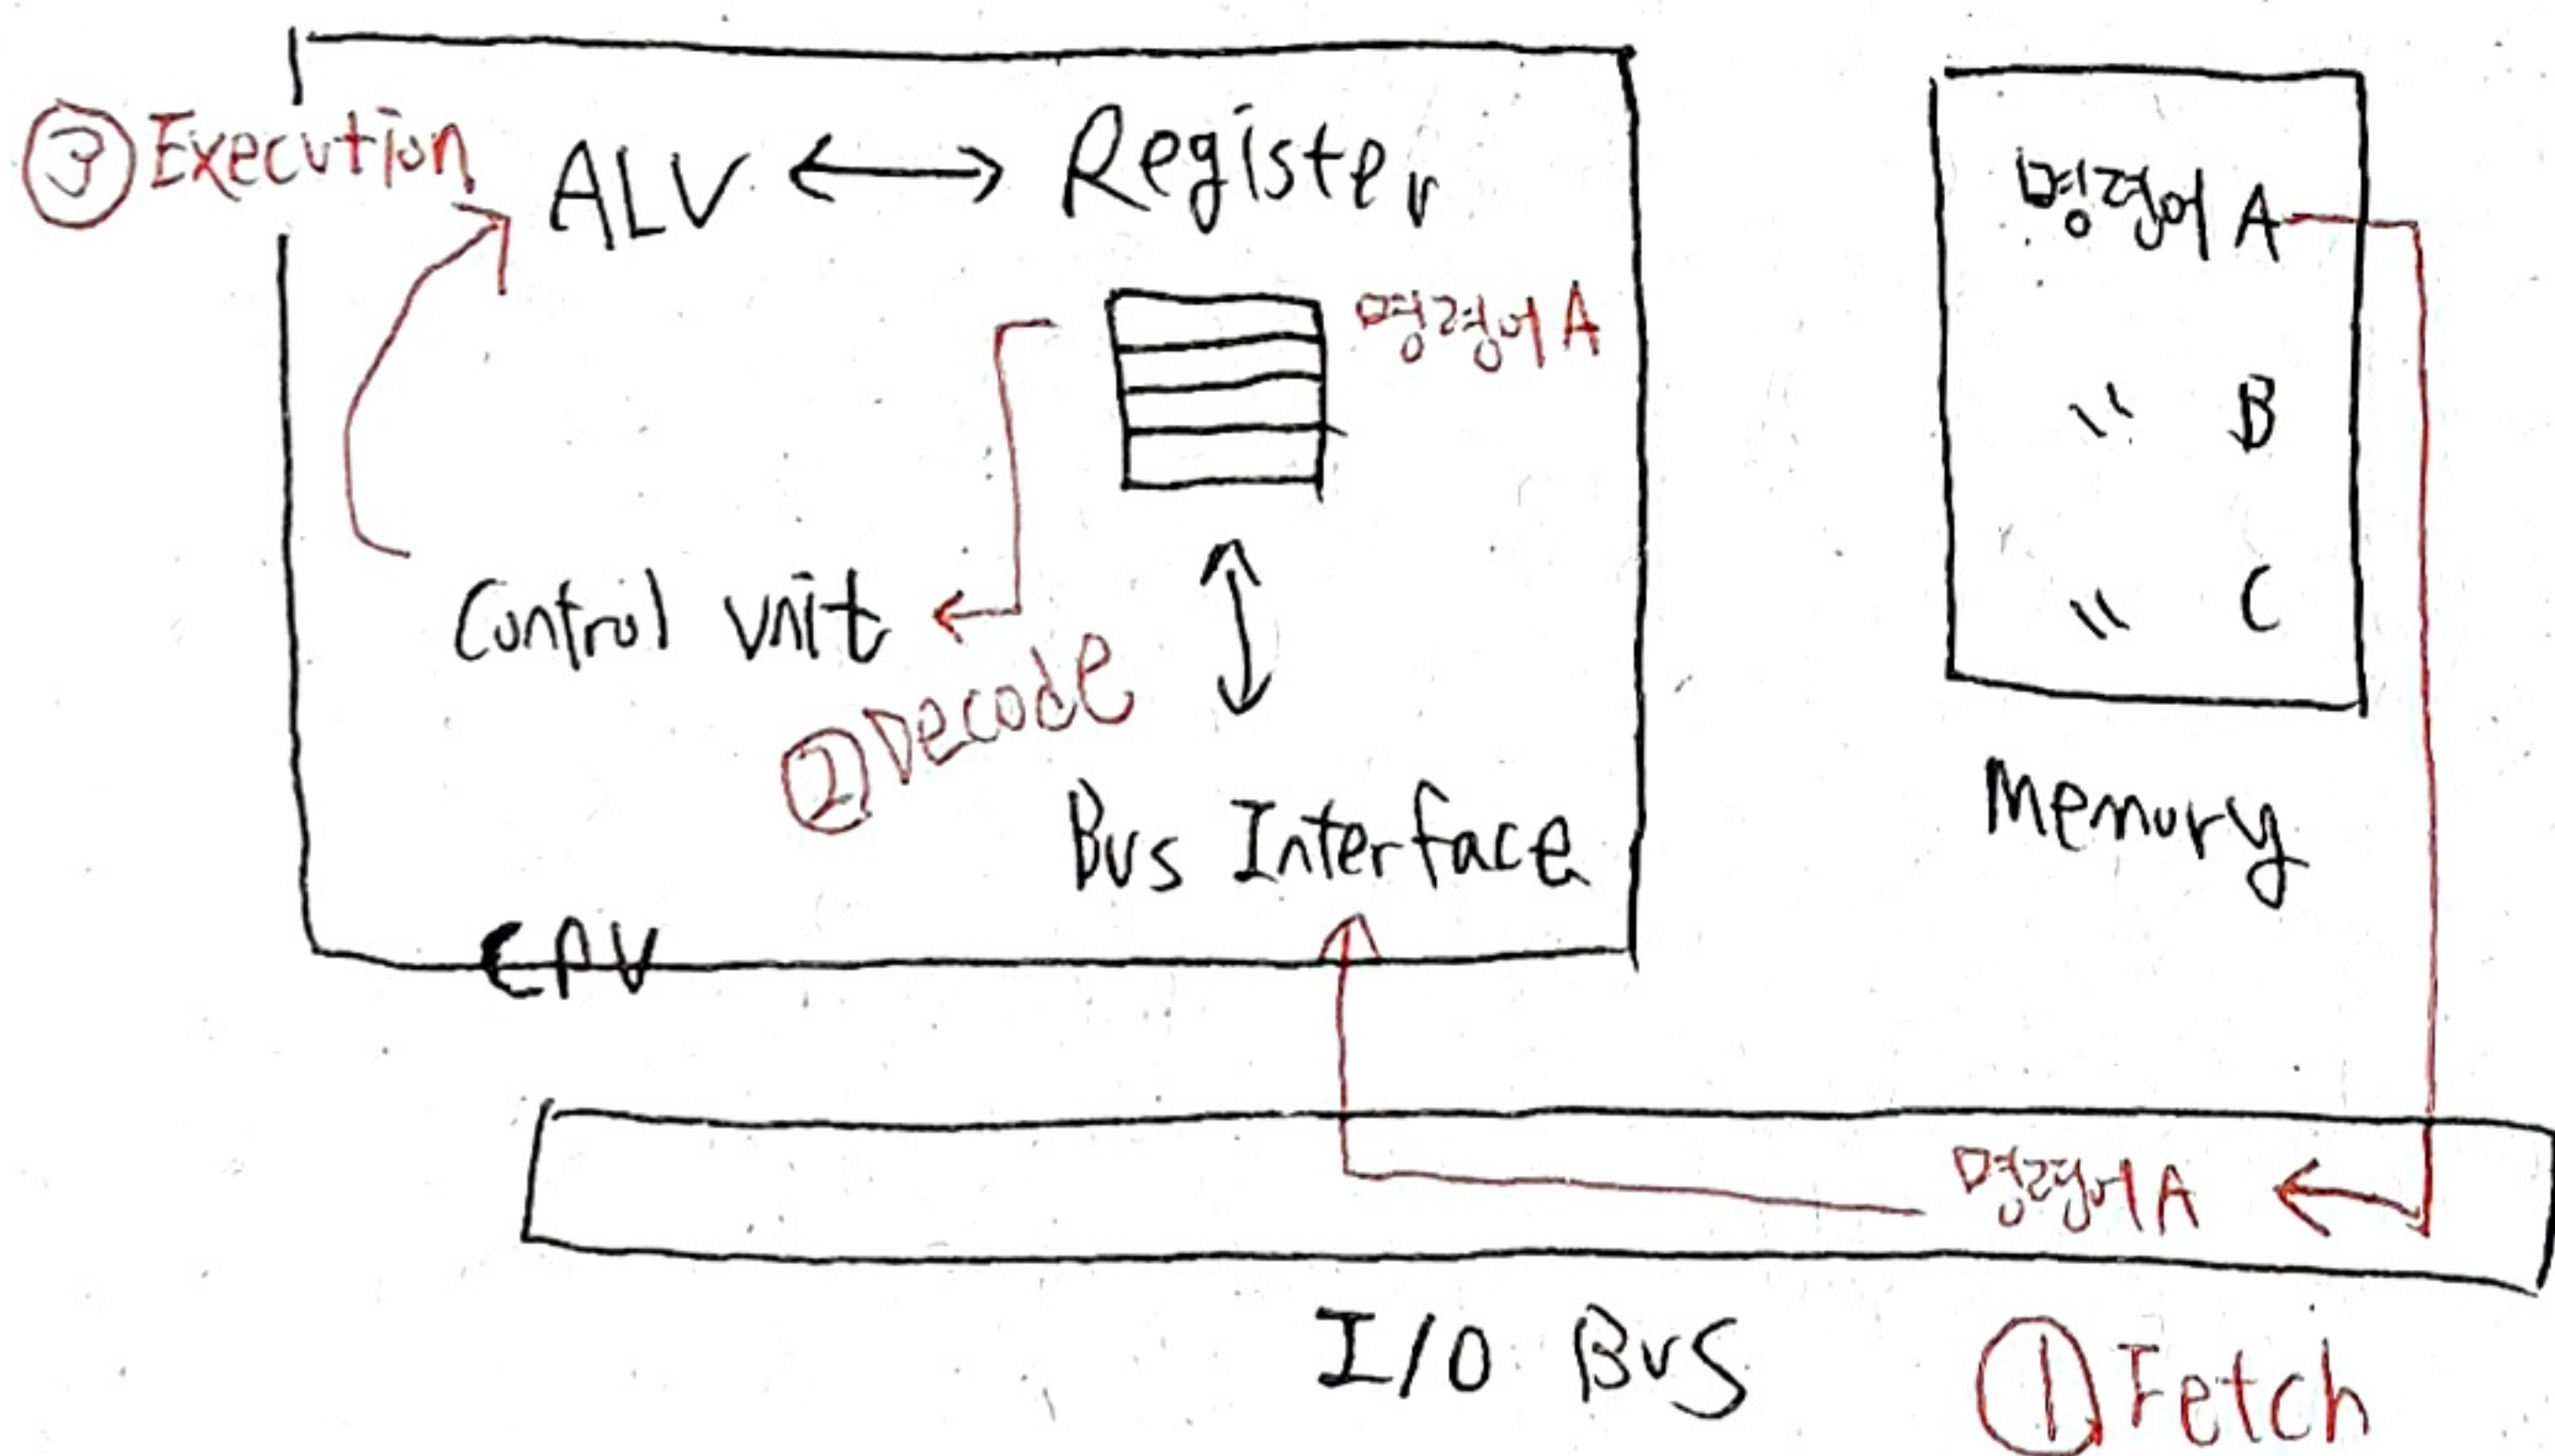 ③ Execution
ALU ↔ Register
명령어 A
명령어 A
〃 B
〃 C
Control unit
② Decode
Bus Interface
Memory
CPU
명령어 A
I/O Bus
① Fetch